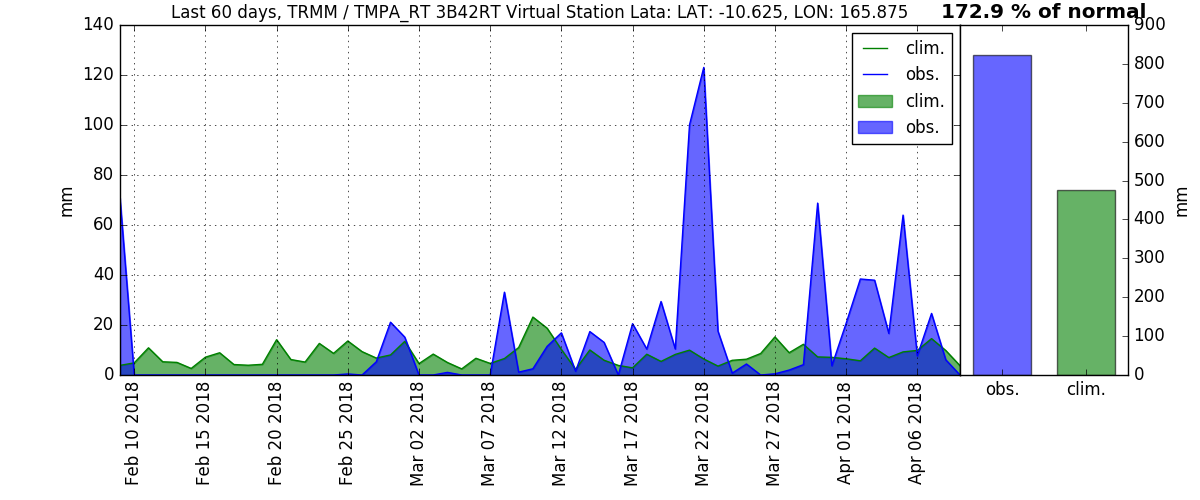 Last 60 days, TRMM / TMPA_RT 3B42RT Virtual Station Lata: LAT: -10.625, LON: 165.875
172.9 % of normal
140
120
100
80
60
40
20
0
mm
clim.
obs.
clim.
obs.
900
800
700
600
500
400
300
200
100
0
mm
Feb 10 2018
Feb 15 2018
Feb 20 2018
Feb 25 2018
Mar 02 2018
Mar 07 2018
Mar 12 2018
Mar 17 2018
Mar 22 2018
Mar 27 2018
Apr 01 2018
Apr 06 2018
obs.
clim.